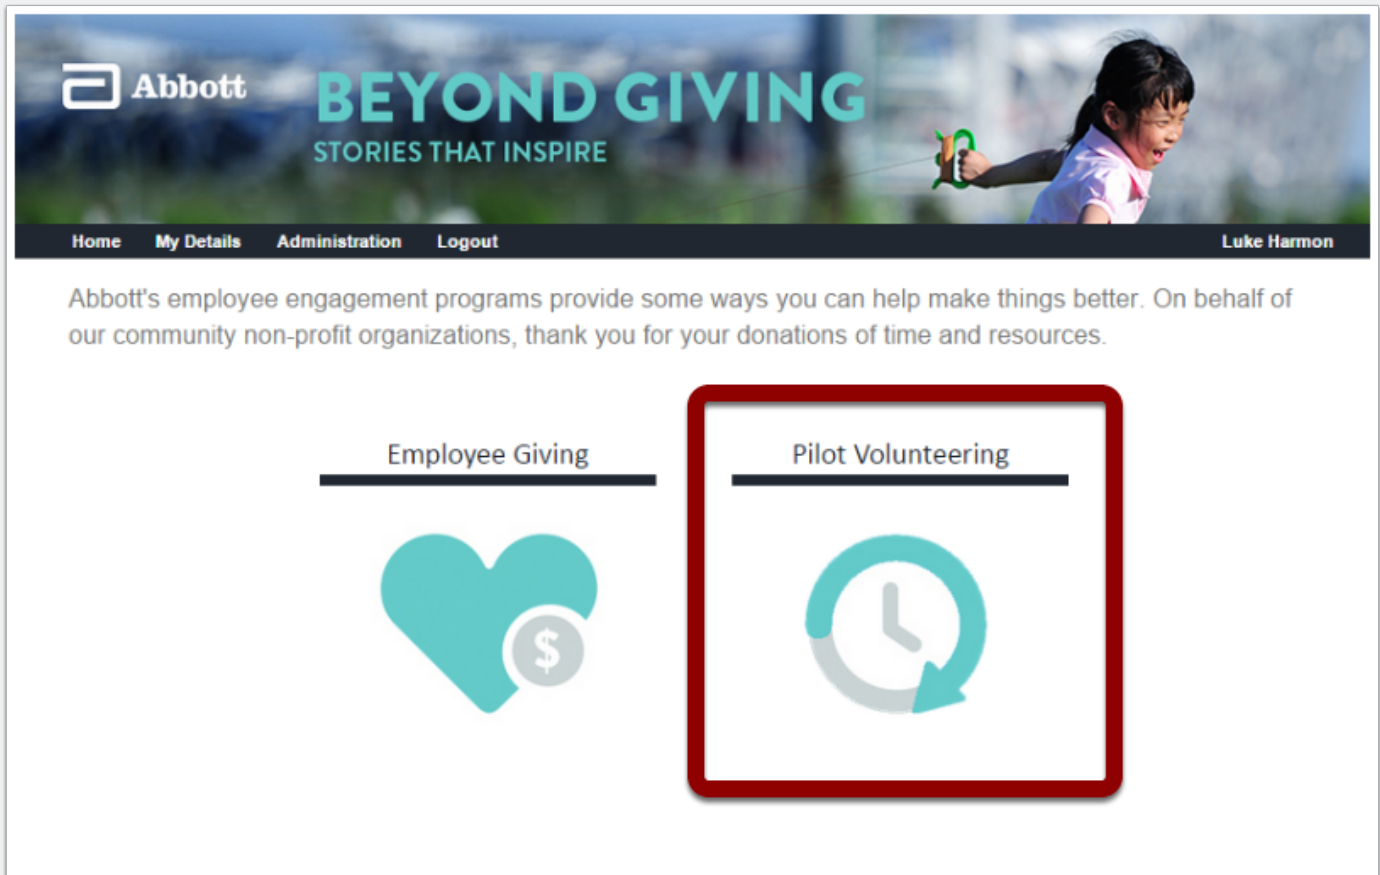 Abbott
BEYOND GIVING
STORIES THAT INSPIRE
Home My Details Administration Logout Luke Harmon
Abbott's employee engagement programs provide some ways you can help make things better. On behalf of
our community non-profit organizations, thank you for your donations of time and resources.
Employee Giving Pilot Volunteering
$